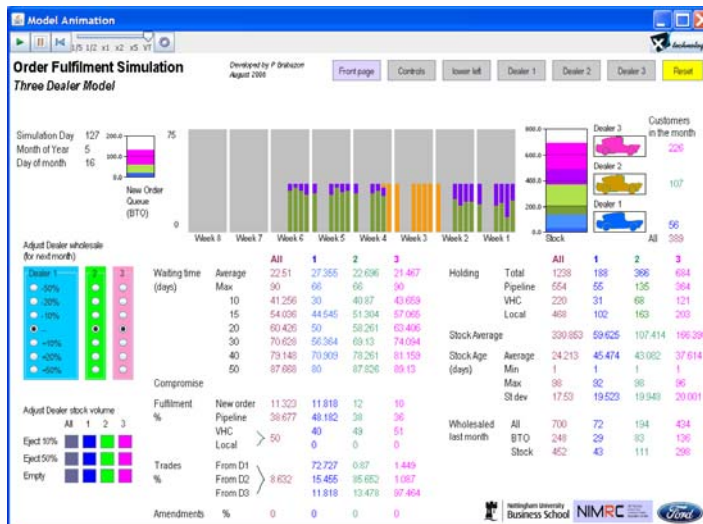 Model Animation
1/5 1/2 x1 x2 x5 VT
technology
Order Fulfilment Simulation
Three Dealer Model
Developed by P Brabazon
August 2006
Front page
Controls
lower left
Dealer 1
Dealer 2
Dealer 3
Reset
Simulation Day 127
Month of Year 5
Day of month 16
200.0
100.0
0.0
New Order
Queue
(BTO)
75
0
Week 8 Week 7 Week 6 Week 5 Week 4 Week 3 Week 2 Week 1
800.0
600.0
400.0
200.0
0.0
Stock
Dealer 3
Dealer 2
Dealer 1
Customers
in the month
226
107
56
All 389
Adjust Dealer wholesale
(for next month)
Dealer 1 2 3
-50%
-20%
-10%
...
+10%
+20%
+50%
Adjust Dealer stock volume
All 1 2 3
Eject 10%
Eject 50%
Empty
All 1 2 3
Waiting time Average 22.51 27.355 22.696 21.467
(days) Max 90 66 66 90
10 41.256 30 40.87 43.659
15 54.036 44.545 51.304 57.065
20 60.426 50 58.261 63.406
30 70.628 56.364 69.13 74.094
40 79.148 70.909 78.261 81.159
50 87.668 80 87.826 89.13
Compromise
Fulfilment New order 11.323 11.818 12 10
% Pipeline 38.677 48.182 38 36
VHC 50 40 49 51
Local 0 0 0
Trades From D1 72.727 0.87 1.449
% From D2 8.632 15.455 85.652 1.087
From D3 11.818 13.478 97.464
Amendments % 0 0 0 0
All 1 2 3
Holding Total 1238 188 366 684
Pipeline 554 55 135 364
VHC 220 31 68 121
Local 468 102 163 203
Stock Average 330.853 59.625 107.414 166.395
Stock Age Average 24.213 45.474 43.082 37.614
(days) Min 1 1 1 1
Max 98 92 98 96
St dev 17.53 19.523 19.948 20.001
Wholesaled All 700 72 194 434
last month BTO 248 29 83 136
Stock 452 43 111 298
Nottingham University
Business School
NIMRC
Ford